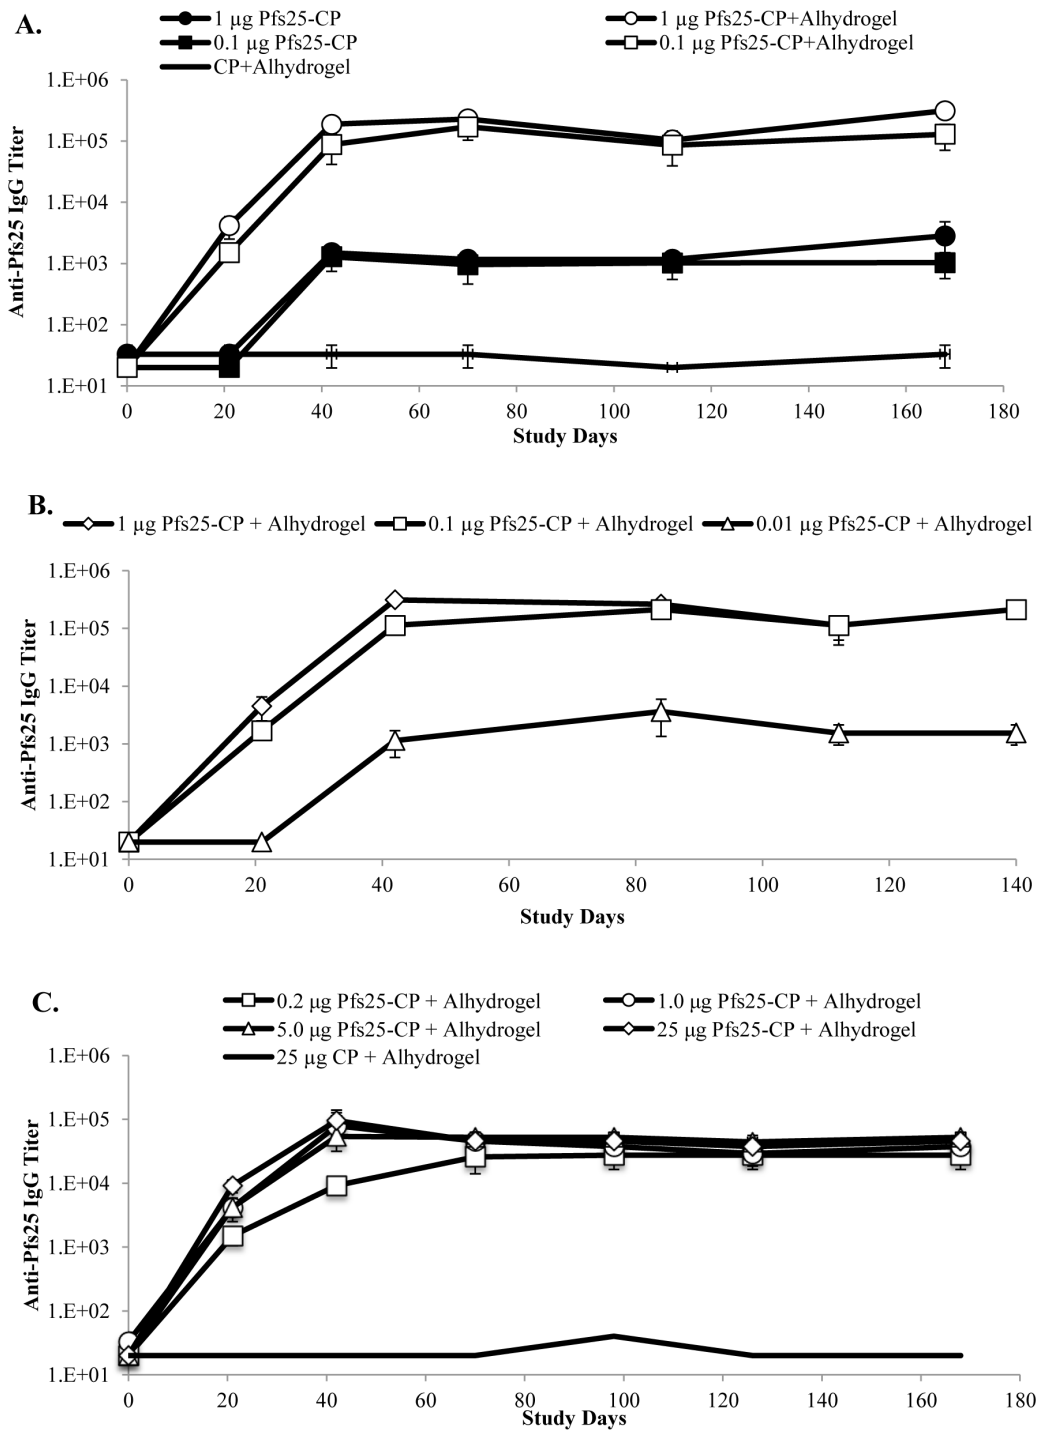 A.
1 µg Pfs25-CP 1 µg Pfs25-CP+Alhydrogel
0.1 µg Pfs25-CP 0.1 µg Pfs25-CP+Alhydrogel
CP+Alhydrogel
1.E+06
1.E+05
1.E+04
1.E+03
1.E+02
1.E+01
Anti-Pfs25 IgG Titer
0 20 40 60 80 100 120 140 160 180
Study Days
B.
1 µg Pfs25-CP + Alhydrogel 0.1 µg Pfs25-CP + Alhydrogel 0.01 µg Pfs25-CP + Alhydrogel
1.E+06
1.E+05
1.E+04
1.E+03
1.E+02
1.E+01
Anti-Pfs25 IgG Titer
0 20 40 60 80 100 120 140
Study Days
C.
0.2 µg Pfs25-CP + Alhydrogel 1.0 µg Pfs25-CP + Alhydrogel
5.0 µg Pfs25-CP + Alhydrogel 25 µg Pfs25-CP + Alhydrogel
25 µg CP + Alhydrogel
1.E+06
1.E+05
1.E+04
1.E+03
1.E+02
1.E+01
Anti-Pfs25 IgG Titer
0 20 40 60 80 100 120 140 160 180
Study Days